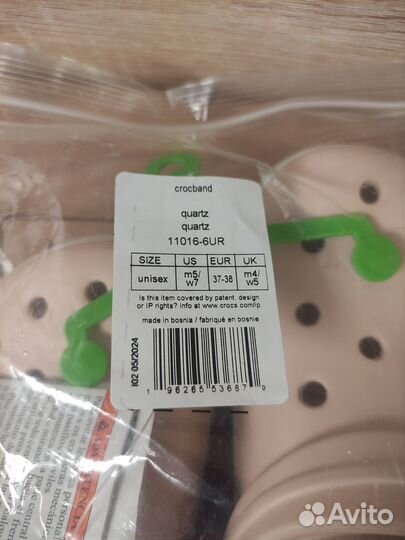 crocband
quartz
quartz
11016-6UR
SIZE US EUR UK
unisex m5/w7 37-38 m4/w5
Is this item covered by patent, design
or IP rights? info at www.crocs.com/ip.
made in bosnia / fabriqué en bosnie
I02 05/2024
1 96265 53687 0
Avito